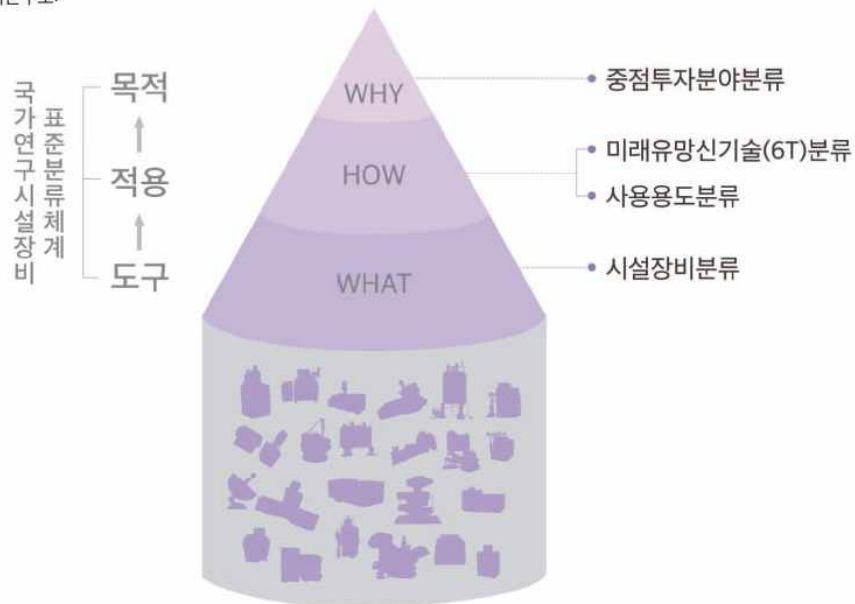 국가연구시설장비
표준분류체계
목적
적용
도구
WHY
HOW
WHAT
중점투자분야분류
미래유망신기술(6T)분류
사용용도분류
시설장비분류